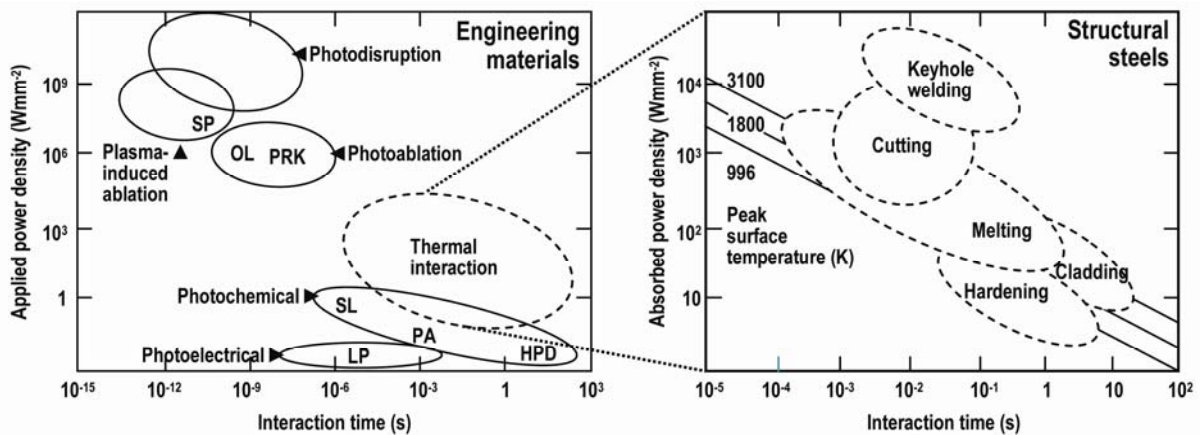 Engineering
materials
Photodisruption
SP
Plasma-
induced
ablation
OL
PRK
Photoablation
Thermal
interaction
Photochemical
SL
PA
HPD
Photoelectrical
LP
Applied power density (Wmm⁻²)
10⁹
10⁶
10³
1
10⁻¹⁵
10⁻¹²
10⁻⁹
10⁻⁶
10⁻³
1
10³
Interaction time (s)
Structural
steels
Keyhole
welding
Cutting
Melting
Cladding
Hardening
3100
1800
996
Peak
surface
temperature (K)
Absorbed power density (Wmm⁻²)
10⁴
10³
10²
10
10⁻⁵
10⁻⁴
10⁻³
10⁻²
10⁻¹
1
10
10²
Interaction time (s)